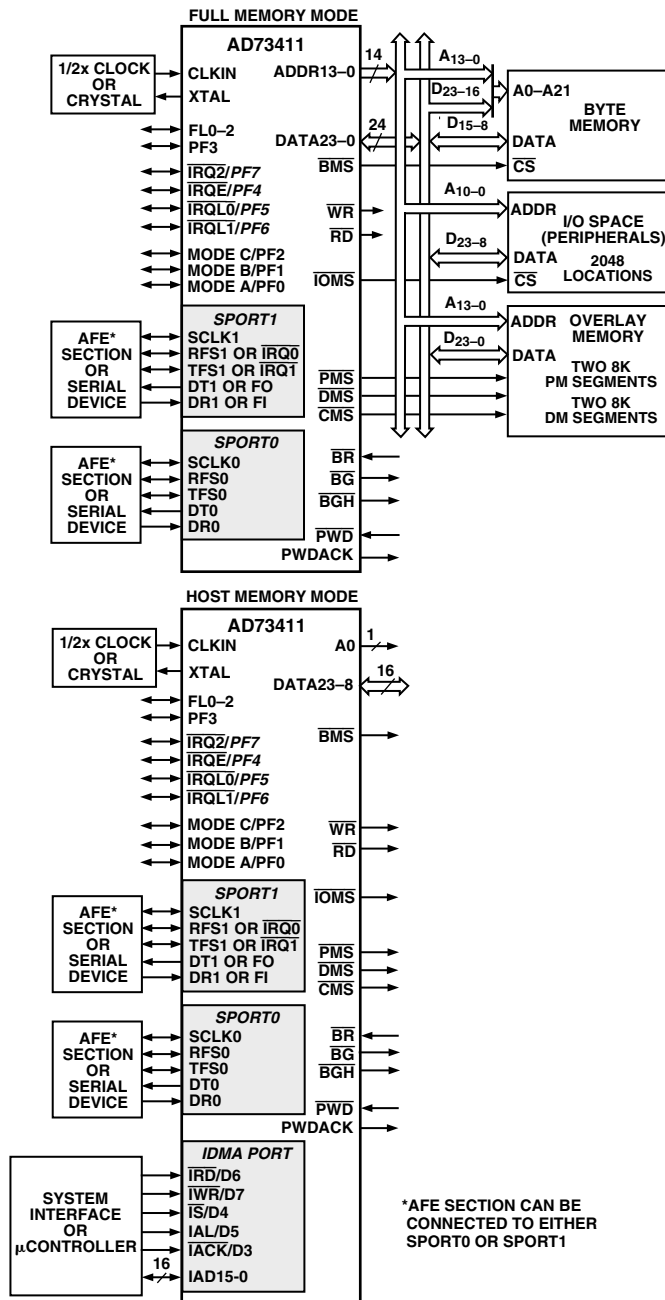 FULL MEMORY MODE
AD73411
1/2x CLOCK
OR
CRYSTAL
CLKIN
XTAL
FL0–2
PF3
IRQ2/PF7
IRQE/PF4
IRQL0/PF5
IRQL1/PF6
MODE C/PF2
MODE B/PF1
MODE A/PF0
AFE*
SECTION
OR
SERIAL
DEVICE
SPORT1
SCLK1
RFS1 OR IRQ0
TFS1 OR IRQ1
DT1 OR FO
DR1 OR FI
AFE*
SECTION
OR
SERIAL
DEVICE
SPORT0
SCLK0
RFS0
TFS0
DT0
DR0
ADDR13–0
14
DATA23–0
24
BMS
WR
RD
IOMS
PMS
DMS
CMS
BR
BG
BGH
PWD
PWDACK
A13–0
D23–16
D15–8
A0–A21
BYTE
MEMORY
DATA
CS
A10–0
D23–8
ADDR
I/O SPACE
(PERIPHERALS)
DATA
2048
LOCATIONS
CS
A13–0
D23–0
ADDR
OVERLAY
MEMORY
DATA
TWO 8K
PM SEGMENTS
TWO 8K
DM SEGMENTS
HOST MEMORY MODE
AD73411
1/2x CLOCK
OR
CRYSTAL
CLKIN
XTAL
FL0–2
PF3
IRQ2/PF7
IRQE/PF4
IRQL0/PF5
IRQL1/PF6
MODE C/PF2
MODE B/PF1
MODE A/PF0
AFE*
SECTION
OR
SERIAL
DEVICE
SPORT1
SCLK1
RFS1 OR IRQ0
TFS1 OR IRQ1
DT1 OR FO
DR1 OR FI
AFE*
SECTION
OR
SERIAL
DEVICE
SPORT0
SCLK0
RFS0
TFS0
DT0
DR0
SYSTEM
INTERFACE
OR
µCONTROLLER
IDMA PORT
IRD/D6
IWR/D7
IS/D4
IAL/D5
IACK/D3
16
IAD15-0
A0
1
DATA23–8
16
BMS
WR
RD
IOMS
PMS
DMS
CMS
BR
BG
BGH
PWD
PWDACK
*AFE SECTION CAN BE
CONNECTED TO EITHER
SPORT0 OR SPORT1